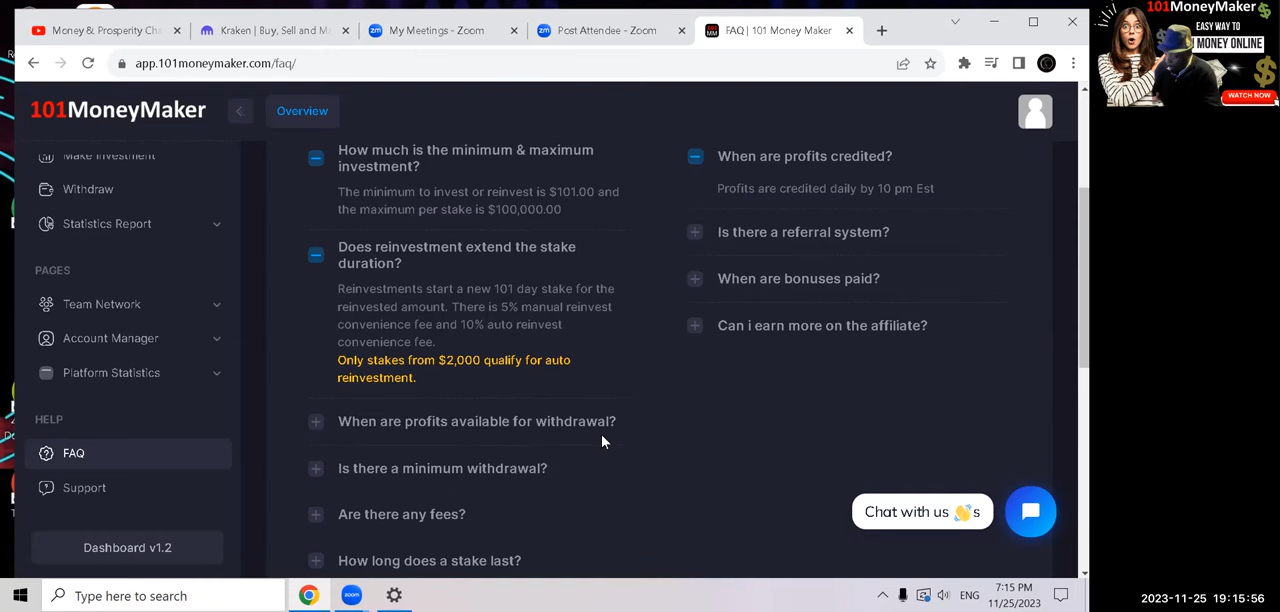 Money & Prosperity Cha
Kraken | Buy, Sell and M
My Meetings - Zoom
Post Attendee - Zoom
FAQ | 101 Money Maker
app.101moneymaker.com/faq/
101MoneyMaker
Overview
Make Investment
Withdraw
Statistics Report
PAGES
Team Network
Account Manager
Platform Statistics
HELP
FAQ
Support
Dashboard v1.2
How much is the minimum & maximum
investment?
The minimum to invest or reinvest is $101.00 and
the maximum per stake is $100,000.00
Does reinvestment extend the stake
duration?
Reinvestments start a new 101 day stake for the
reinvested amount. There is 5% manual reinvest
convenience fee and 10% auto reinvest
convenience fee.
Only stakes from $2,000 qualify for auto
reinvestment.
When are profits available for withdrawal?
Is there a minimum withdrawal?
Are there any fees?
How long does a stake last?
When are profits credited?
Profits are credited daily by 10 pm Est
Is there a referral system?
When are bonuses paid?
Can i earn more on the affiliate?
Chat with us 👋s
Type here to search
zoom
ENG
7:15 PM
11/25/2023
101MoneyMaker
EASY WAY
TO
MONEY ONLINE
WATCH NOW
2023-11-25 19:15:56